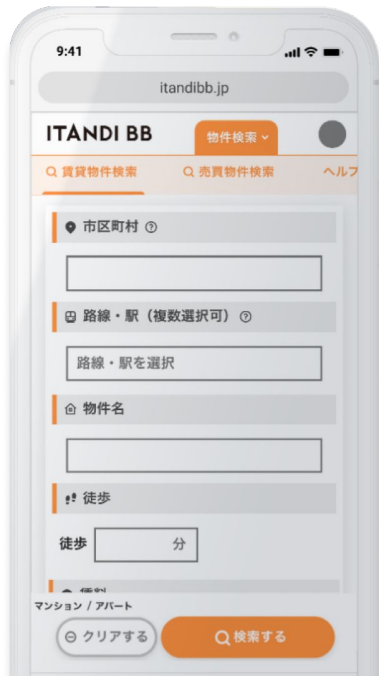 9:41
itandibb.jp
ITANDI BB
物件検索
賃貸物件検索
売買物件検索
ヘルプ
市区町村
路線・駅（複数選択可）
路線・駅を選択
物件名
徒歩
徒歩
分
賃料
マンション / アパート
クリアする
検索する